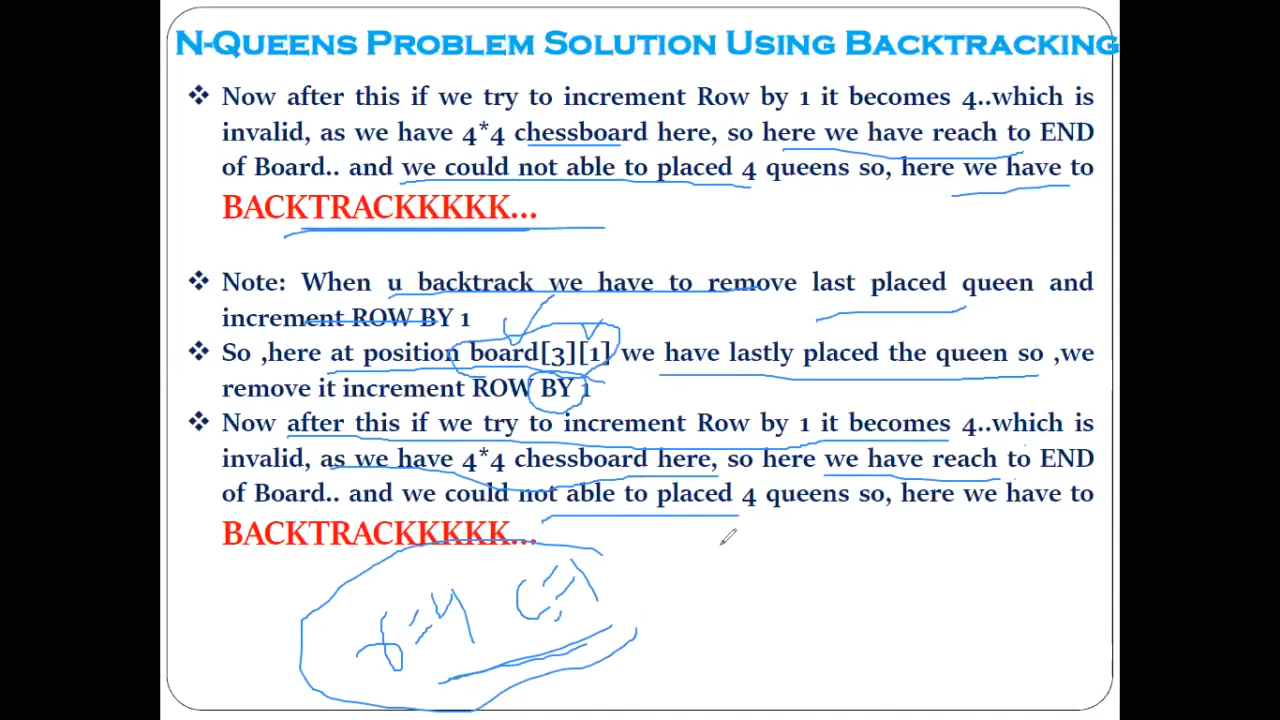 N-QUEENS PROBLEM SOLUTION USING BACKTRACKING
❖ Now after this if we try to increment Row by 1 it becomes 4..which is
invalid, as we have 4*4 chessboard here, so here we have reach to END
of Board.. and we could not able to placed 4 queens so, here we have to
BACKTRACKKKKK...
❖ Note: When u backtrack we have to remove last placed queen and
increment ROW BY 1
❖ So ,here at position board[3][1] we have lastly placed the queen so ,we
remove it increment ROW BY 1
❖ Now after this if we try to increment Row by 1 it becomes 4..which is
invalid, as we have 4*4 chessboard here, so here we have reach to END
of Board.. and we could not able to placed 4 queens so, here we have to
BACKTRACKKKKK...
r=4 c=1